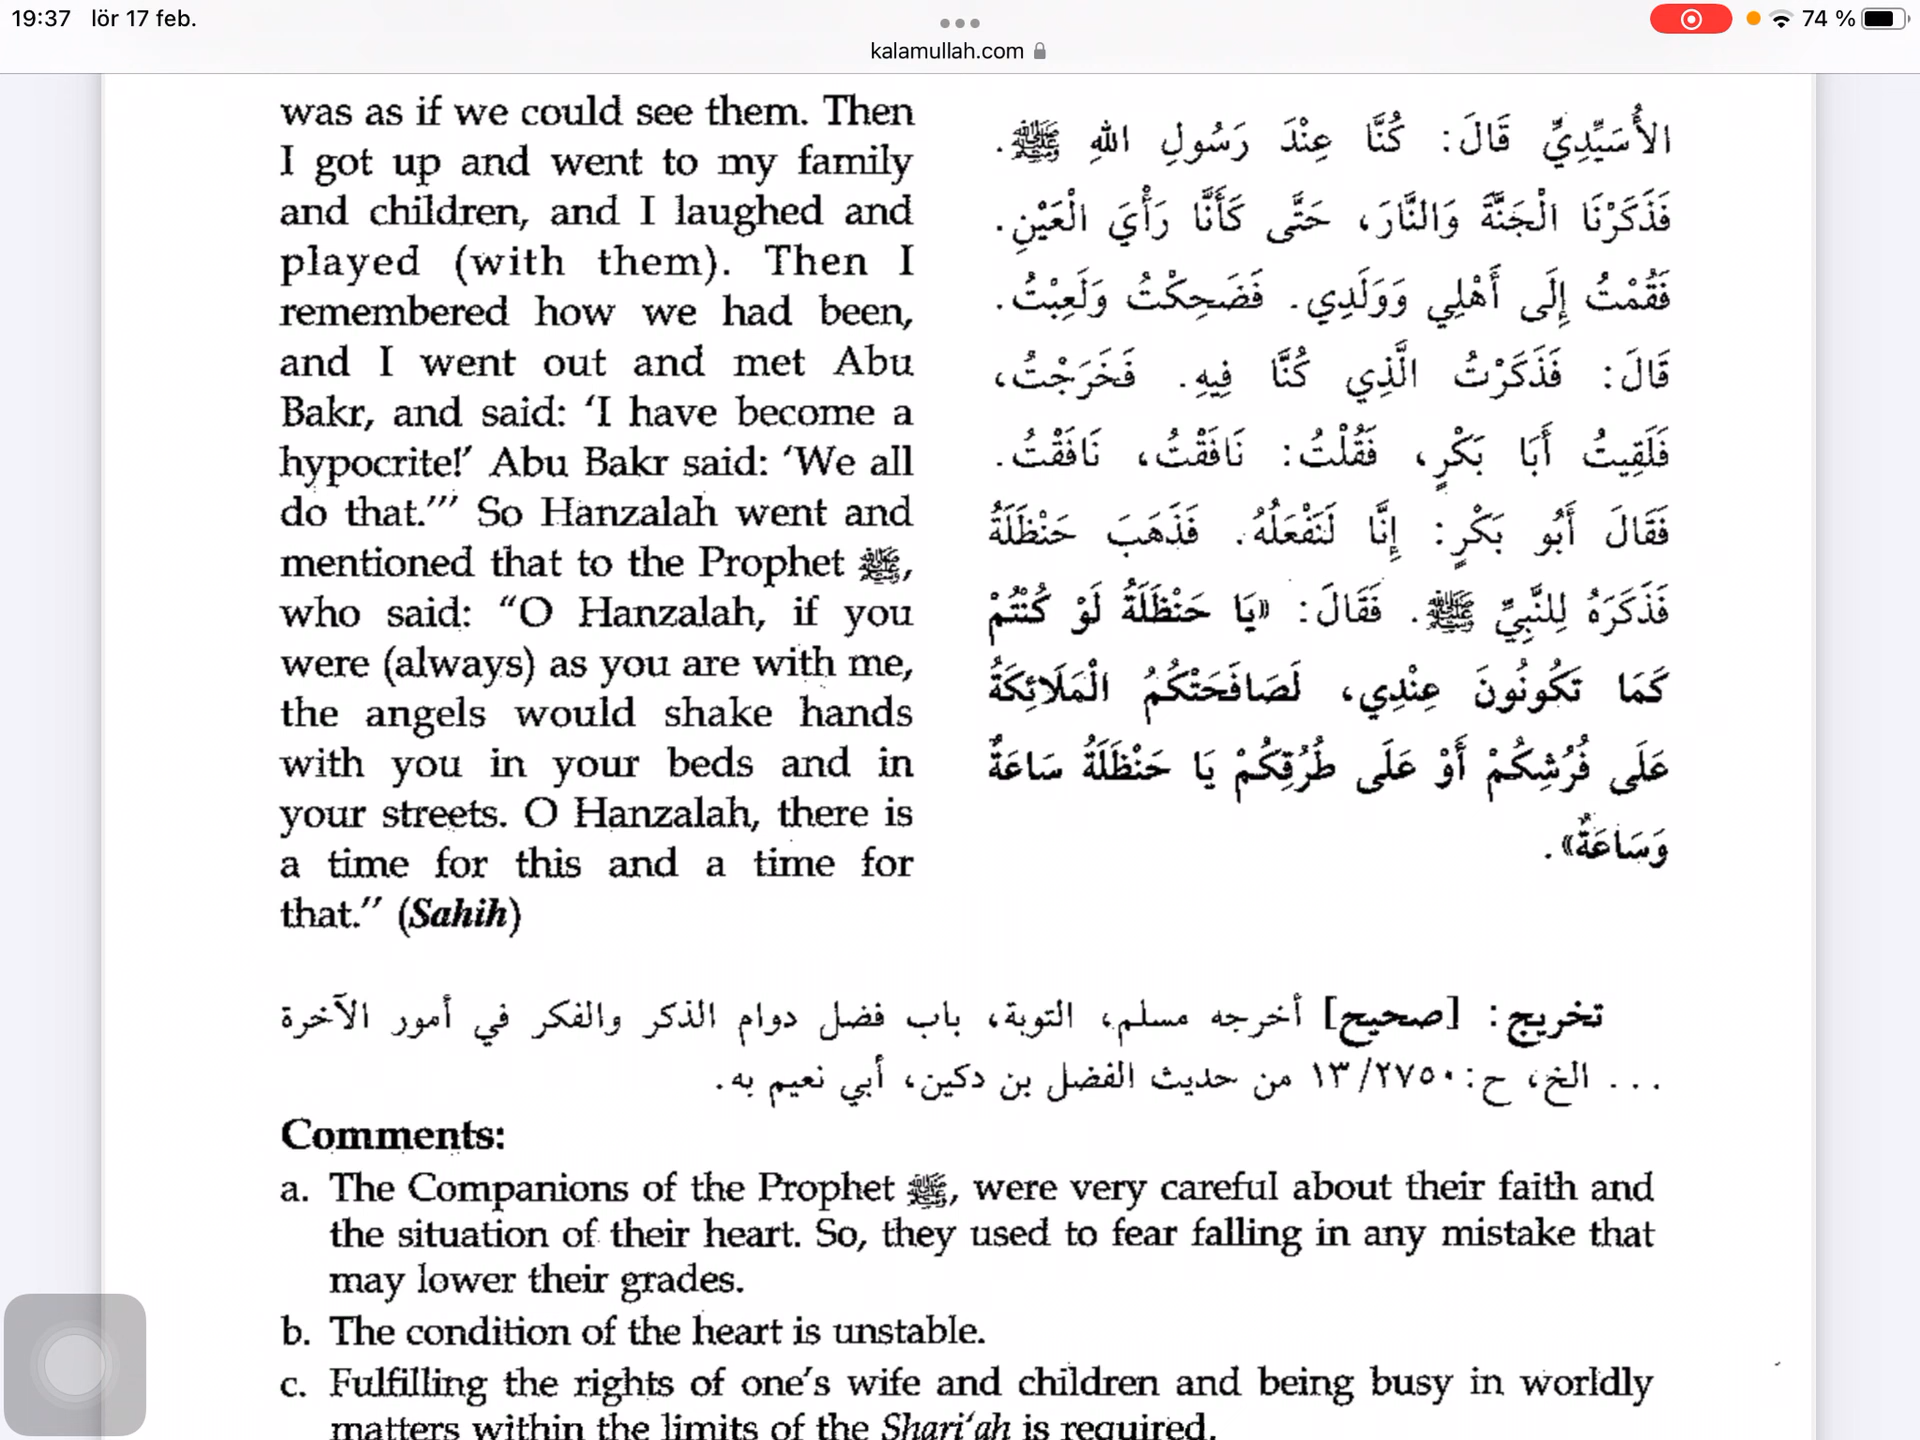 19:37 lör 17 feb.
74 %
kalamullah.com
was as if we could see them. Then
I got up and went to my family
and children, and I laughed and
played (with them). Then I
remembered how we had been,
and I went out and met Abu
Bakr, and said: ‘I have become a
hypocrite!’ Abu Bakr said: ‘We all
do that.’” So Hanzalah went and
mentioned that to the Prophet ﷺ,
who said: “O Hanzalah, if you
were (always) as you are with me,
the angels would shake hands
with you in your beds and in
your streets. O Hanzalah, there is
a time for this and a time for
that.” (Sahih)
الأُسَيِّدِيِّ قَالَ: كُنَّا عِنْدَ رَسُولِ اللهِ ﷺ.
فَذَكَرْنَا الْجَنَّةَ وَالنَّارَ، حَتَّى كَأَنَّا رَأْيَ الْعَيْنِ.
فَقُمْتُ إِلَى أَهْلِي وَوَلَدِي. فَضَحِكْتُ وَلَعِبْتُ.
قَالَ: فَذَكَرْتُ الَّذِي كُنَّا فِيهِ. فَخَرَجْتُ،
فَلَقِيتُ أَبَا بَكْرٍ، فَقُلْتُ: نَافَقْتُ، نَافَقْتُ.
فَقَالَ أَبُو بَكْرٍ: إِنَّا لَنَفْعَلُهُ. فَذَهَبَ حَنْظَلَةُ
فَذَكَرَهُ لِلنَّبِيِّ ﷺ. فَقَالَ: «يَا حَنْظَلَةُ لَوْ كُنْتُمْ
كَمَا تَكُونُونَ عِنْدِي، لَصَافَحَتْكُمُ الْمَلَائِكَةُ
عَلَى فُرُشِكُمْ أَوْ عَلَى طُرُقِكُمْ يَا حَنْظَلَةُ سَاعَةٌ
وَسَاعَةٌ».
تخريج: [صحيح] أخرجه مسلم، التوبة، باب فضل دوام الذكر والفكر في أمور الآخرة
... الخ، ح: ٢٧٥٠/ ١٣ من حديث الفضل بن دكين، أبي نعيم به.
Comments:
a. The Companions of the Prophet ﷺ, were very careful about their faith and
the situation of their heart. So, they used to fear falling in any mistake that
may lower their grades.
b. The condition of the heart is unstable.
c. Fulfilling the rights of one’s wife and children and being busy in worldly
matters within the limits of the Shari‘ah is required.